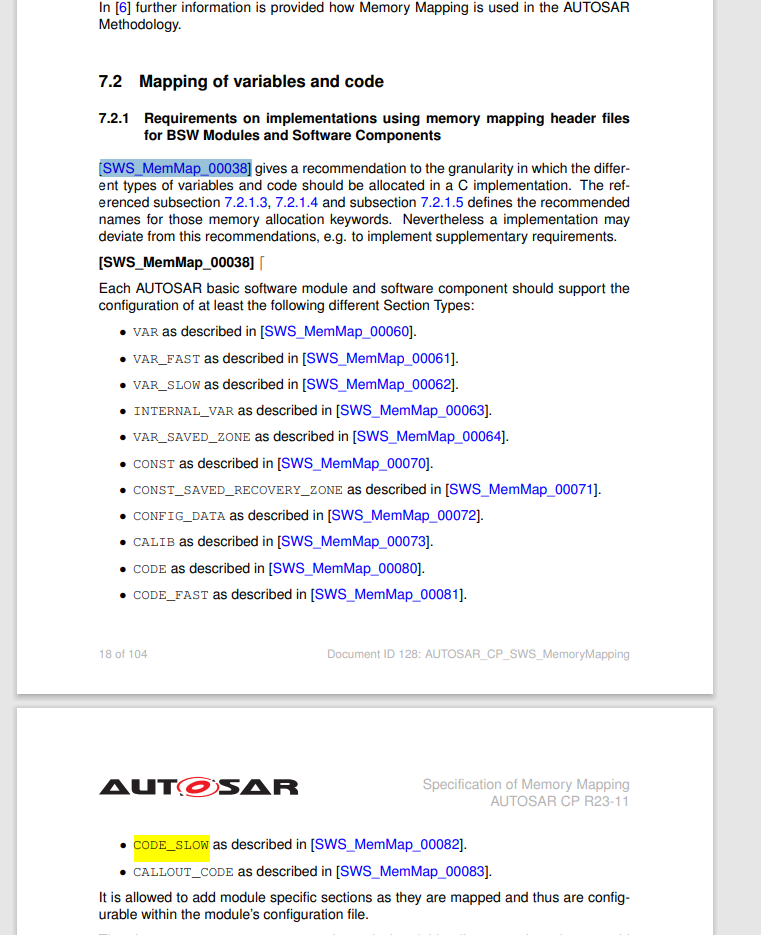 In [6] further information is provided how Memory Mapping is used in the AUTOSAR
Methodology.
7.2 Mapping of variables and code
7.2.1 Requirements on implementations using memory mapping header files
for BSW Modules and Software Components
[SWS_MemMap_00038] gives a recommendation to the granularity in which the differ-
ent types of variables and code should be allocated in a C implementation. The ref-
erenced subsection 7.2.1.3, 7.2.1.4 and subsection 7.2.1.5 defines the recommended
names for those memory allocation keywords. Nevertheless a implementation may
deviate from this recommendations, e.g. to implement supplementary requirements.
[SWS_MemMap_00038] ⌈
Each AUTOSAR basic software module and software component should support the
configuration of at least the following different Section Types:
• VAR as described in [SWS_MemMap_00060].
• VAR_FAST as described in [SWS_MemMap_00061].
• VAR_SLOW as described in [SWS_MemMap_00062].
• INTERNAL_VAR as described in [SWS_MemMap_00063].
• VAR_SAVED_ZONE as described in [SWS_MemMap_00064].
• CONST as described in [SWS_MemMap_00070].
• CONST_SAVED_RECOVERY_ZONE as described in [SWS_MemMap_00071].
• CONFIG_DATA as described in [SWS_MemMap_00072].
• CALIB as described in [SWS_MemMap_00073].
• CODE as described in [SWS_MemMap_00080].
• CODE_FAST as described in [SWS_MemMap_00081].
18 of 104 Document ID 128: AUTOSAR_CP_SWS_MemoryMapping
AUTOSAR Specification of Memory Mapping
AUTOSAR CP R23-11
• CODE_SLOW as described in [SWS_MemMap_00082].
• CALLOUT_CODE as described in [SWS_MemMap_00083].
It is allowed to add module specific sections as they are mapped and thus are config-
urable within the module's configuration file.